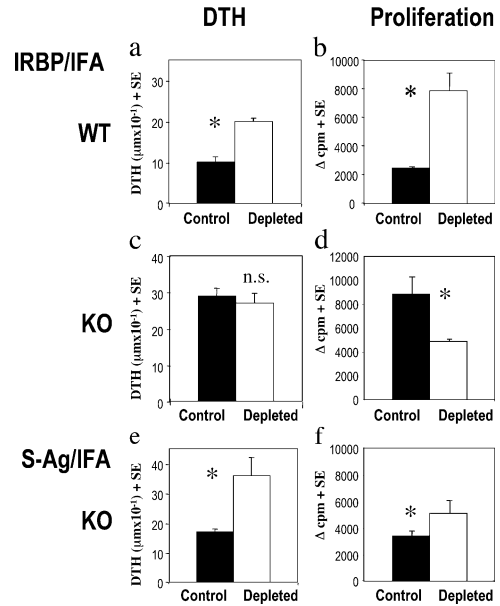 DTH Proliferation
IRBP/IFA
WT
a
DTH (μmx10⁻¹) + SE
30
20
10
0
*
Control Depleted
b
Δ cpm + SE
10000
8000
6000
4000
2000
0
*
Control Depleted
KO
c
DTH (μmx10⁻¹) + SE
40
30
20
10
0
n.s.
Control Depleted
d
Δ cpm + SE
12000
10000
8000
6000
4000
2000
0
*
Control Depleted
S-Ag/IFA
KO
e
DTH (μmx10⁻¹) + SE
40
30
20
10
0
*
Control Depleted
f
Δ cpm + SE
10000
8000
6000
4000
2000
0
*
Control Depleted